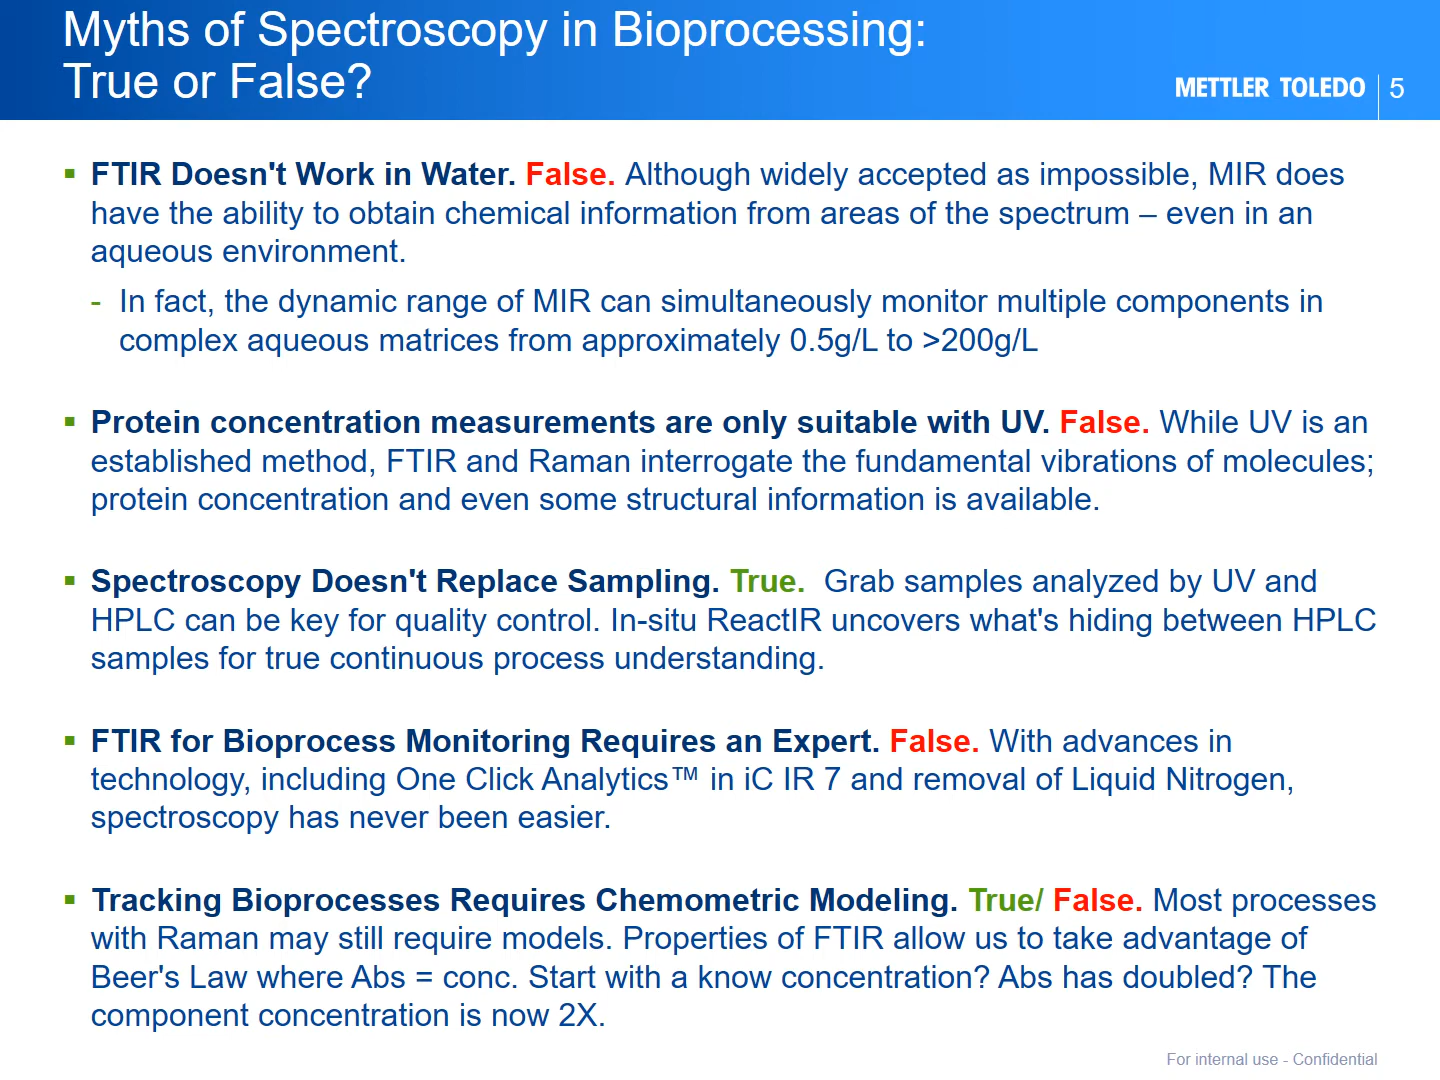 Myths of Spectroscopy in Bioprocessing:
True or False?
METTLER TOLEDO
5
▪ FTIR Doesn't Work in Water. False. Although widely accepted as impossible, MIR does
have the ability to obtain chemical information from areas of the spectrum – even in an
aqueous environment.
- In fact, the dynamic range of MIR can simultaneously monitor multiple components in
complex aqueous matrices from approximately 0.5g/L to >200g/L
▪ Protein concentration measurements are only suitable with UV. False. While UV is an
established method, FTIR and Raman interrogate the fundamental vibrations of molecules;
protein concentration and even some structural information is available.
▪ Spectroscopy Doesn't Replace Sampling. True. Grab samples analyzed by UV and
HPLC can be key for quality control. In-situ ReactIR uncovers what's hiding between HPLC
samples for true continuous process understanding.
▪ FTIR for Bioprocess Monitoring Requires an Expert. False. With advances in
technology, including One Click Analytics™ in iC IR 7 and removal of Liquid Nitrogen,
spectroscopy has never been easier.
▪ Tracking Bioprocesses Requires Chemometric Modeling. True/ False. Most processes
with Raman may still require models. Properties of FTIR allow us to take advantage of
Beer's Law where Abs = conc. Start with a know concentration? Abs has doubled? The
component concentration is now 2X.
For internal use - Confidential